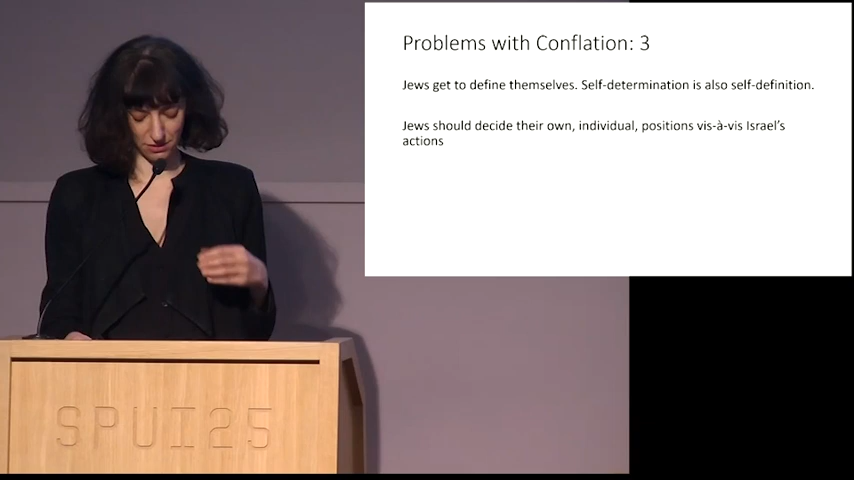 Problems with Conflation: 3
Jews get to define themselves. Self-determination is also self-definition.
Jews should decide their own, individual, positions vis-à-vis Israel's
actions
SPUI25